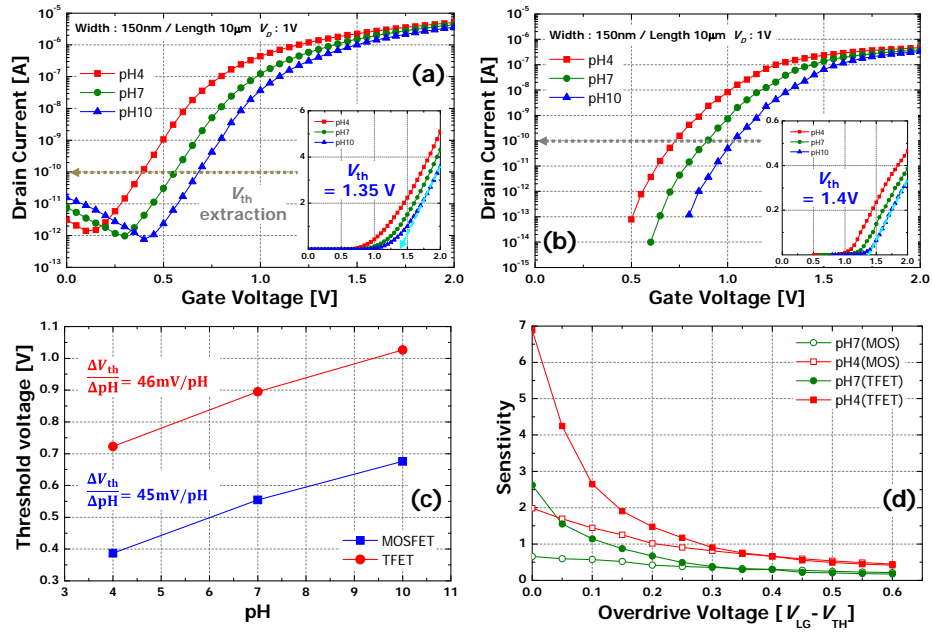 Width : 150nm / Length 10μm V_D : 1V
pH4
pH7
pH10
(a)
V_th
extraction
pH4
pH7
pH10
V_th
= 1.35 V
6
4
2
0.0 0.5 1.0 1.5 2.0
10^-5
10^-6
10^-7
10^-8
10^-9
10^-10
10^-11
10^-12
10^-13
Drain Current [A]
0.0 0.5 1.0 1.5 2.0
Gate Voltage [V]
Width : 150nm / Length 10μm V_D : 1V
pH4
pH7
pH10
(b)
pH4
pH7
pH10
V_th
= 1.4V
0.6
0.4
0.2
0.0 0.5 1.0 1.5 2.0
10^-4
10^-5
10^-6
10^-7
10^-8
10^-9
10^-10
10^-11
10^-12
10^-13
10^-14
10^-15
Drain Current [A]
0.0 0.5 1.0 1.5 2.0
Gate Voltage [V]
1.1
1.0
0.9
0.8
0.7
0.6
0.5
0.4
0.3
Threshold voltage [V]
ΔV_th
ΔpH = 46mV/pH
ΔV_th
ΔpH = 45mV/pH
(c)
MOSFET
TFET
3 4 5 6 7 8 9 10 11
pH
7
6
5
4
3
2
1
0
Senstivity
pH7(MOS)
pH4(MOS)
pH7(TFET)
pH4(TFET)
(d)
0.0 0.1 0.2 0.3 0.4 0.5 0.6
Overdrive Voltage [V_LG-V_TH]